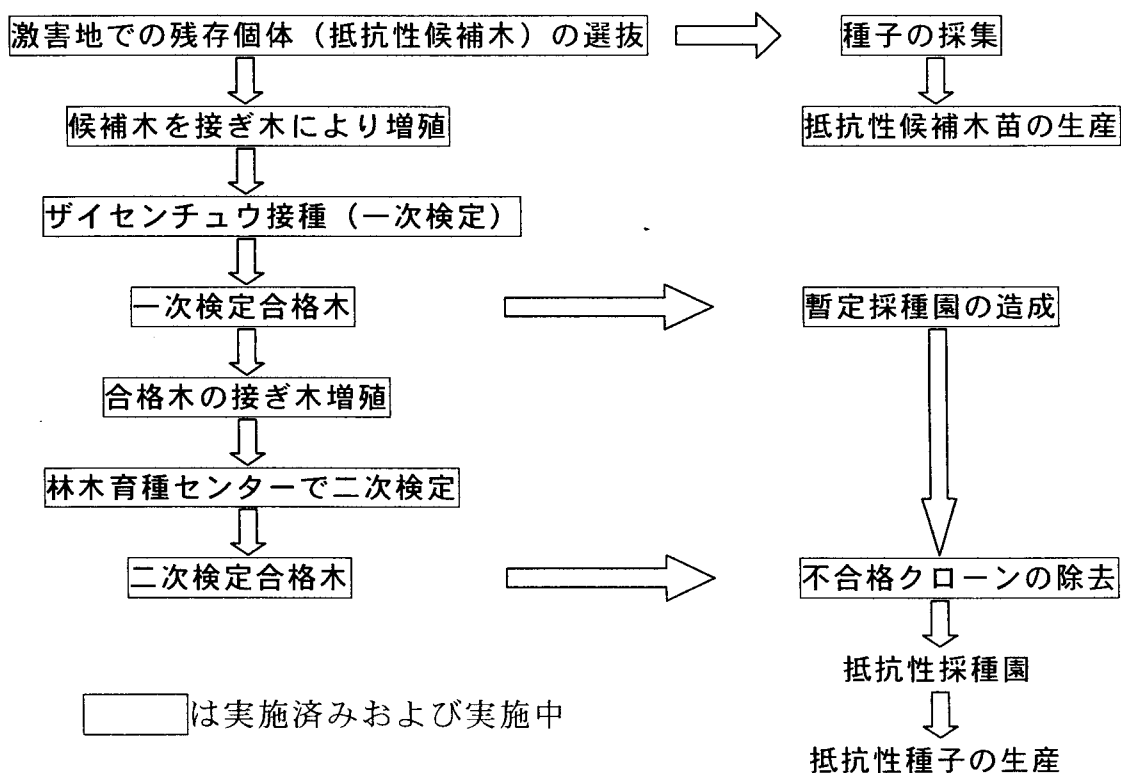 激害地での残存個体（抵抗性候補木）の選抜
種子の採集
候補木を接ぎ木により増殖
抵抗性候補木苗の生産
ザイセンチュウ接種（一次検定）
一次検定合格木
暫定採種園の造成
合格木の接ぎ木増殖
林木育種センターで二次検定
二次検定合格木
不合格クローンの除去
抵抗性採種園
は実施済みおよび実施中
抵抗性種子の生産